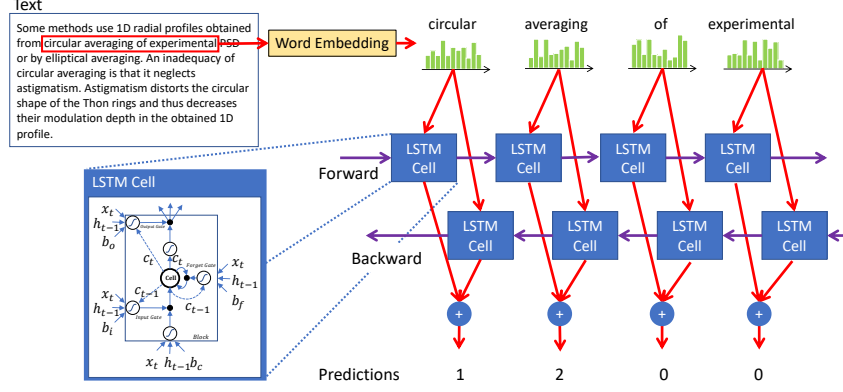 Text
Some methods use 1D radial profiles obtained
from circular averaging of experimental PSD
or by elliptical averaging. An inadequacy of
circular averaging is that it neglects
astigmatism. Astigmatism distorts the circular
shape of the Thon rings and thus decreases
their modulation depth in the obtained 1D
profile.
Word Embedding
circular averaging of experimental
Forward
LSTM Cell LSTM Cell LSTM Cell LSTM Cell
Backward
LSTM Cell LSTM Cell LSTM Cell LSTM Cell
+ + + +
Predictions 1 2 0 0
LSTM Cell
x_t
h_{t-1}
b_o
Output Gate
c_t c_t
Forget Gate
Cell
x_t
h_{t-1}
b_f
c_{t-1} c_{t-1}
x_t
h_{t-1}
b_i
Input Gate
Block
x_t h_{t-1} b_c